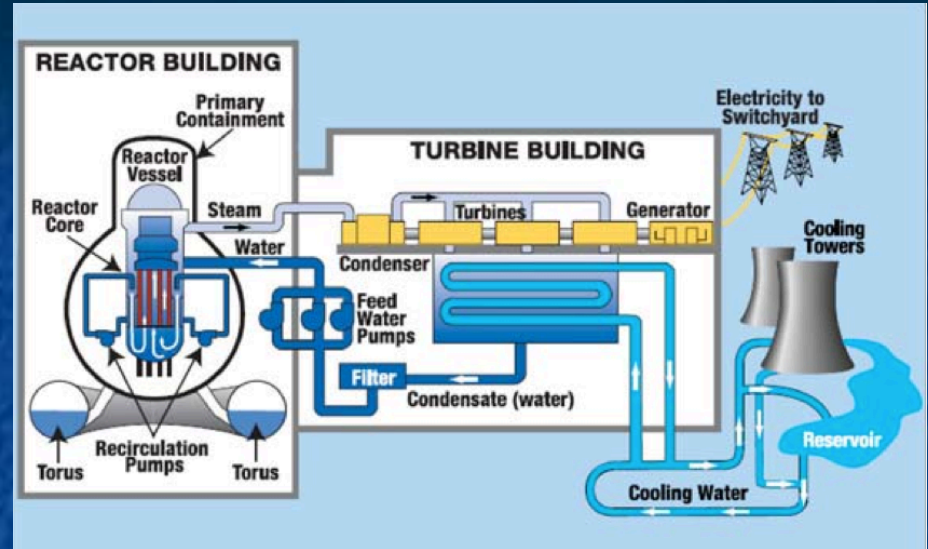 REACTOR BUILDING
Primary
Containment
Reactor
Vessel
Reactor
Core
Steam
Water
Feed
Water
Pumps
Recirculation
Pumps
Torus
Torus
TURBINE BUILDING
Turbines
Generator
Condenser
Filter
Condensate (water)
Electricity to
Switchyard
Cooling
Towers
Reservoir
Cooling Water